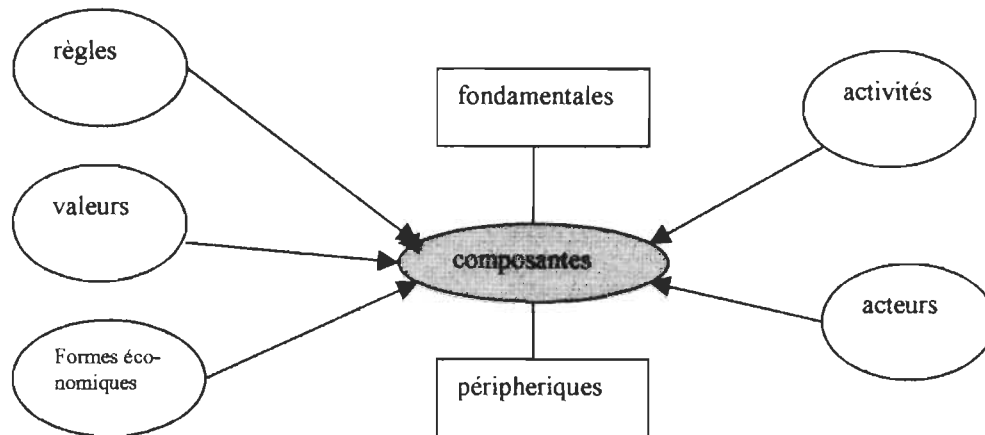 règles
fondamentales
activités
valeurs
composantes
acteurs
Formes éco-
nomiques
péripheriques